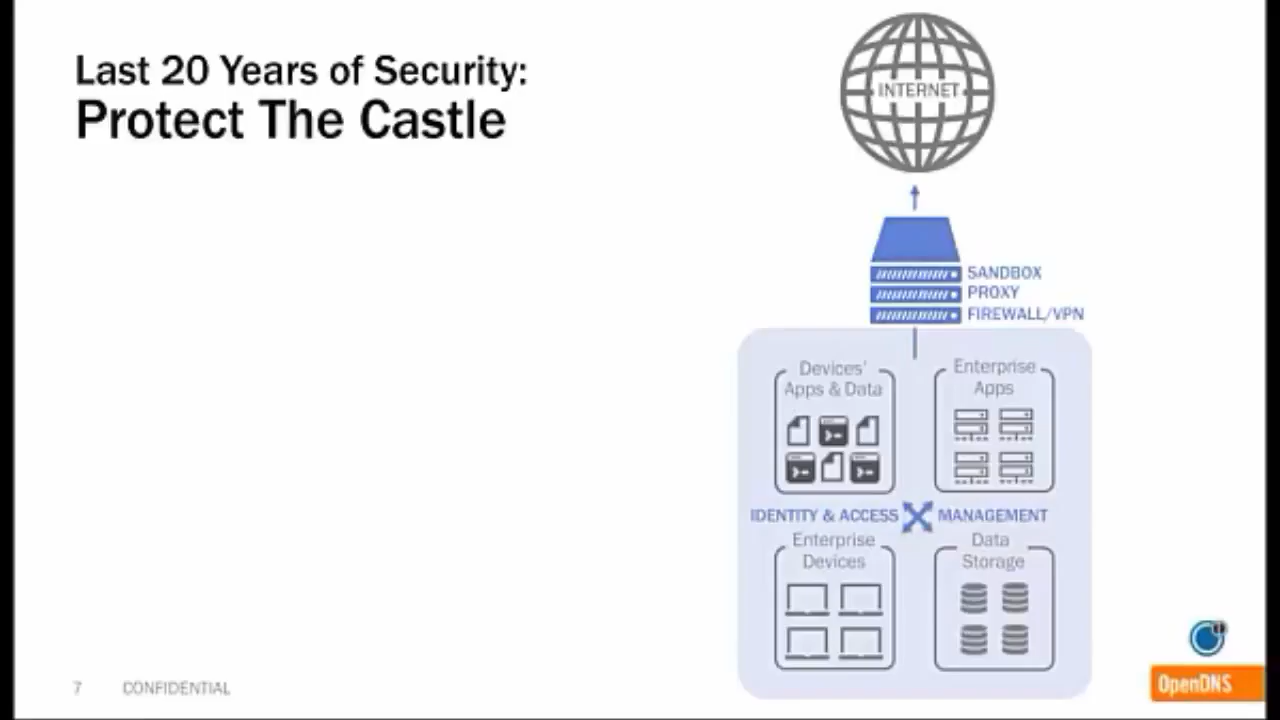 Last 20 Years of Security:
Protect The Castle
INTERNET
SANDBOX
PROXY
FIREWALL/VPN
Devices'
Apps & Data
Enterprise
Apps
IDENTITY & ACCESS MANAGEMENT
Enterprise
Devices
Data
Storage
7 CONFIDENTIAL
OpenDNS